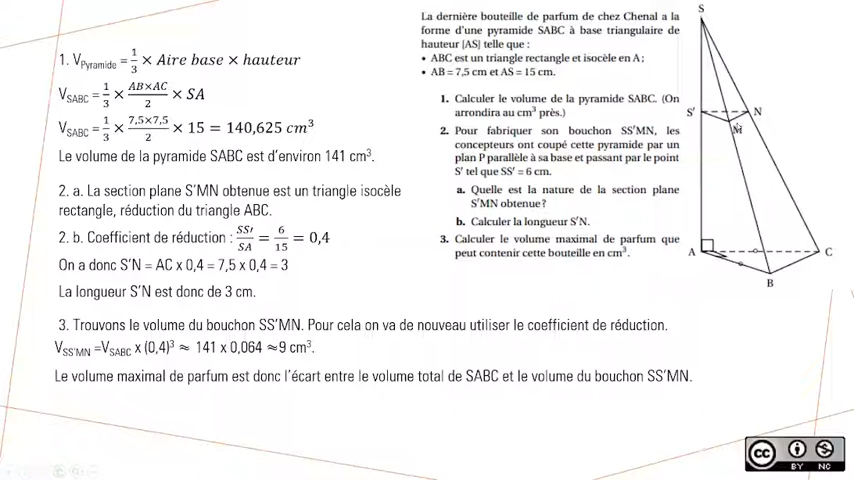 1. V Pyramide = 1/3 × Aire base × hauteur
V SABC = 1/3 × AB×AC/2 × SA
V SABC = 1/3 × 7,5×7,5/2 × 15 = 140,625 cm³
Le volume de la pyramide SABC est d'environ 141 cm³.
2. a. La section plane S'MN obtenue est un triangle isocèle
rectangle, réduction du triangle ABC.
2. b. Coefficient de réduction : SS'/SA = 6/15 = 0,4
On a donc S'N = AC x 0,4 = 7,5 x 0,4 = 3
La longueur S'N est donc de 3 cm.
3. Trouvons le volume du bouchon SS'MN. Pour cela on va de nouveau utiliser le coefficient de réduction.
V SS'MN = V SABC x (0,4)³ ≈ 141 x 0,064 ≈ 9 cm³.
Le volume maximal de parfum est donc l'écart entre le volume total de SABC et le volume du bouchon SS'MN.
La dernière bouteille de parfum de chez Chenal a la
forme d'une pyramide SABC à base triangulaire de
hauteur [AS] telle que :
• ABC est un triangle rectangle et isocèle en A ;
• AB = 7,5 cm et AS = 15 cm.
1. Calculer le volume de la pyramide SABC. (On
arrondira au cm³ près.)
2. Pour fabriquer son bouchon SS'MN, les
concepteurs ont coupé cette pyramide par un
plan P parallèle à sa base et passant par le point
S' tel que SS' = 6 cm.
a. Quelle est la nature de la section plane
S'MN obtenue ?
b. Calculer la longueur S'N.
3. Calculer le volume maximal de parfum que
peut contenir cette bouteille en cm³.
S
S'
N
M
A
C
B
cc
BY NC